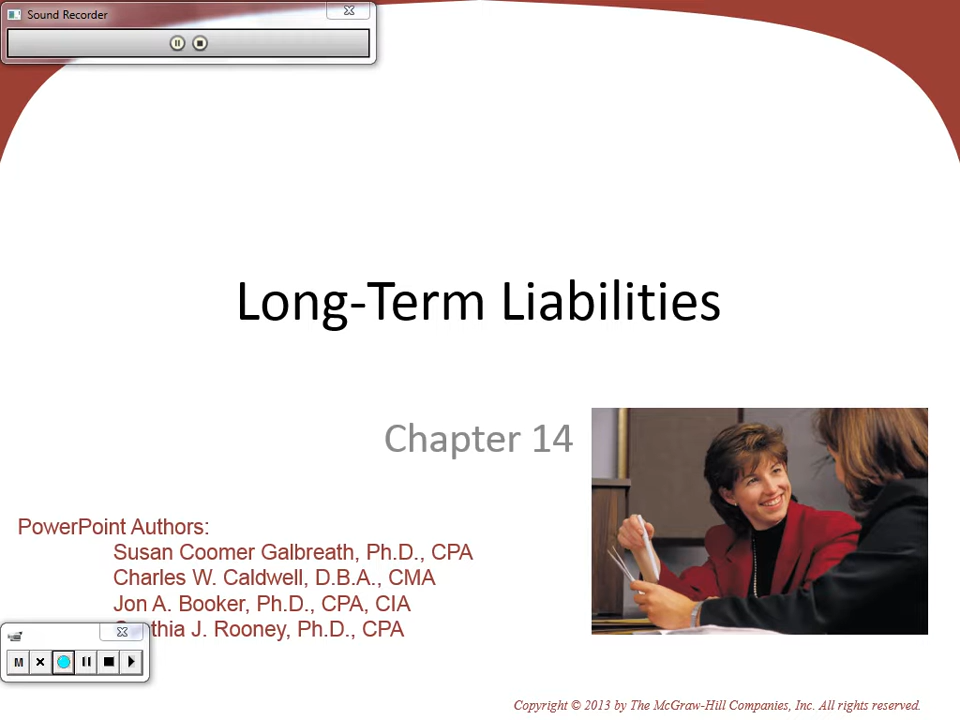 Sound Recorder
Long-Term Liabilities
Chapter 14
PowerPoint Authors:
Susan Coomer Galbreath, Ph.D., CPA
Charles W. Caldwell, D.B.A., CMA
Jon A. Booker, Ph.D., CPA, CIA
J. Rooney, Ph.D., CPA
M
Copyright © 2013 by The McGraw-Hill Companies, Inc. All rights reserved.